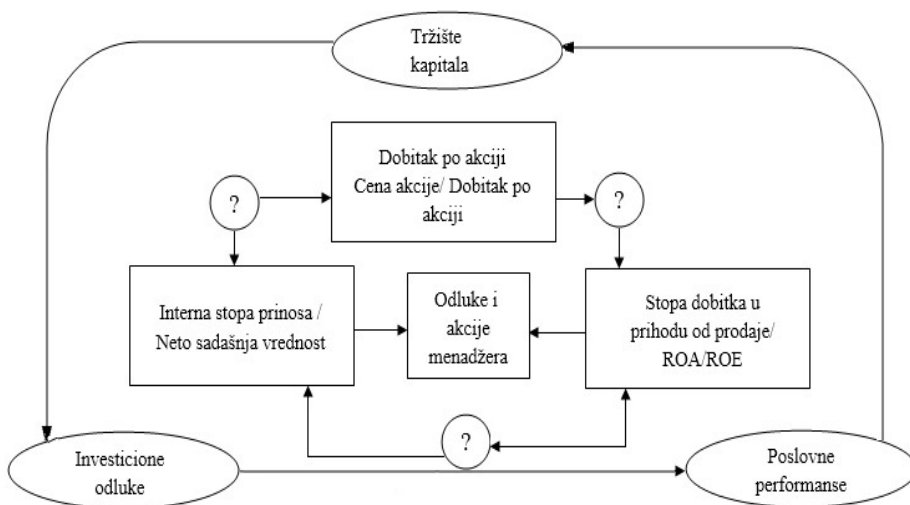 Tržište
kapitala
Dobitak po akciji
Cena akcije/ Dobitak po
akciji
?
?
Interna stopa prinosa /
Neto sadašnja vrednost
Odluke i
akcije
menadžera
Stopa dobitka u
prihodu od prodaje/
ROA/ROE
?
Investicione
odluke
Poslovne
performanse